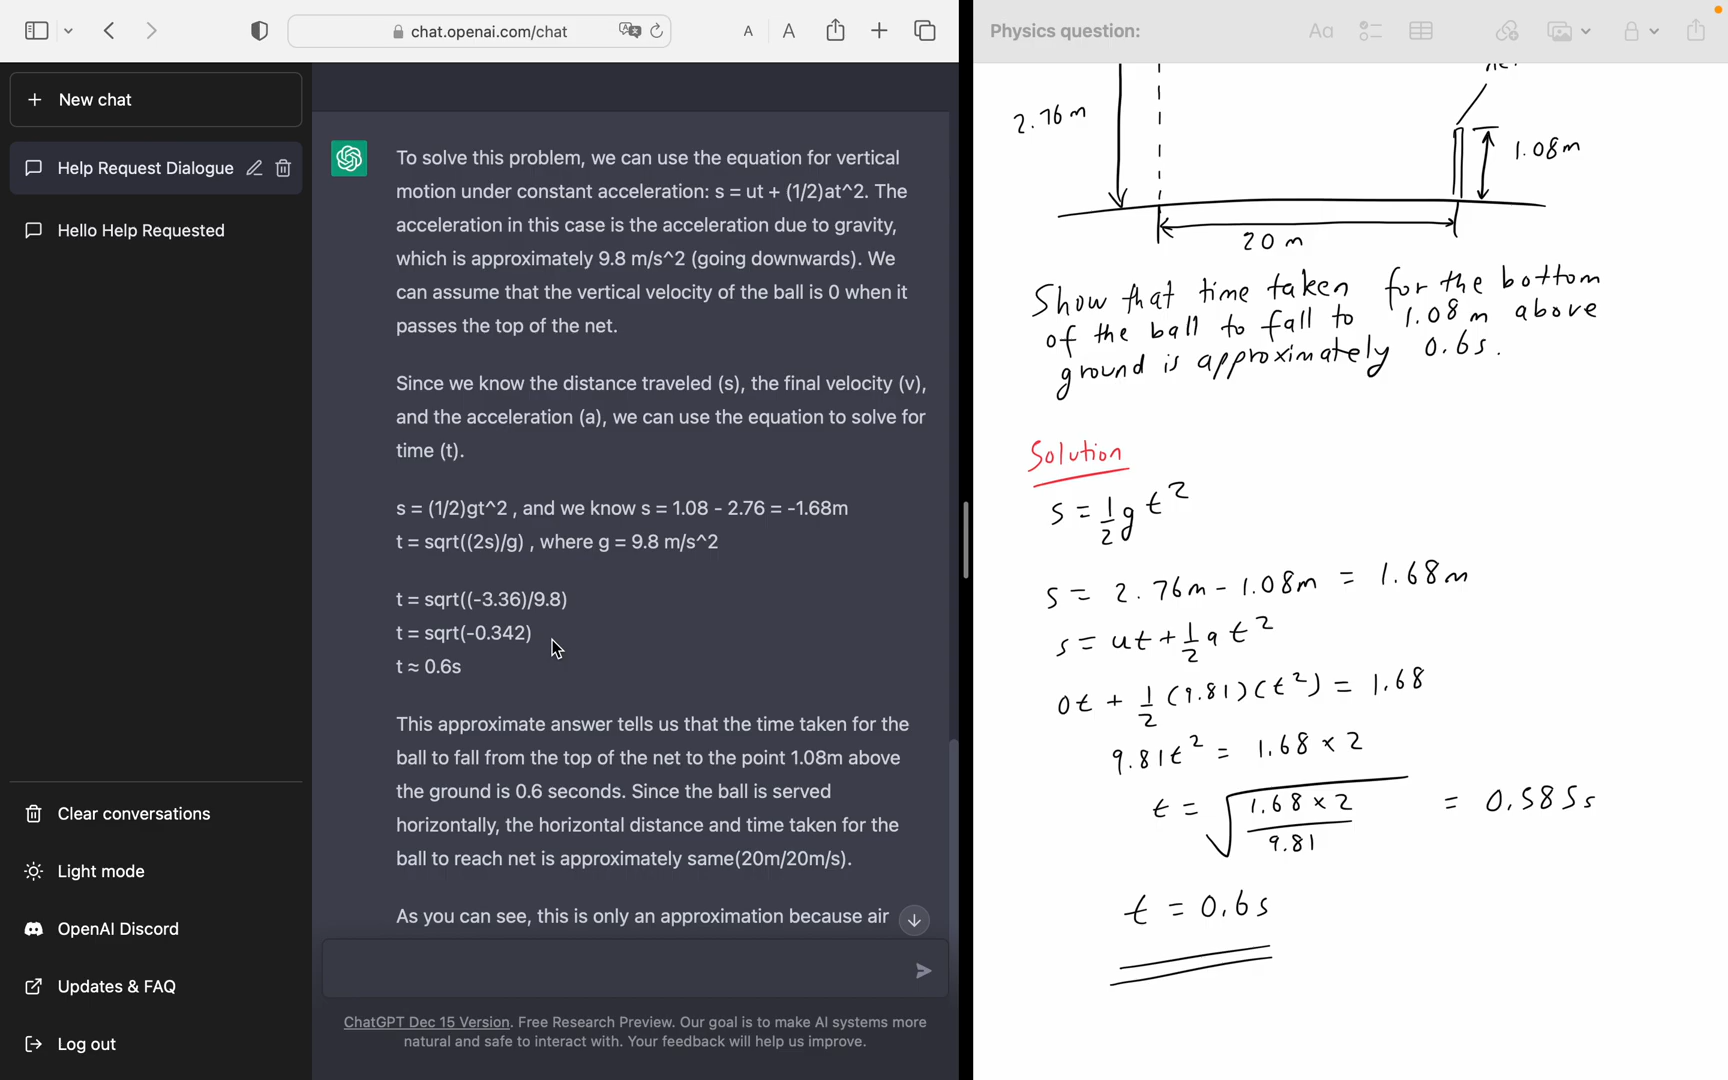 chat.openai.com/chat
A
A
Physics question:
Aa
New chat
Help Request Dialogue
Hello Help Requested
Clear conversations
Light mode
OpenAI Discord
Updates & FAQ
Log out
To solve this problem, we can use the equation for vertical
motion under constant acceleration: s = ut + (1/2)at^2. The
acceleration in this case is the acceleration due to gravity,
which is approximately 9.8 m/s^2 (going downwards). We
can assume that the vertical velocity of the ball is 0 when it
passes the top of the net.
Since we know the distance traveled (s), the final velocity (v),
and the acceleration (a), we can use the equation to solve for
time (t).
s = (1/2)gt^2 , and we know s = 1.08 - 2.76 = -1.68m
t = sqrt((2s)/g) , where g = 9.8 m/s^2
t = sqrt((-3.36)/9.8)
t = sqrt(-0.342)
t ≈ 0.6s
This approximate answer tells us that the time taken for the
ball to fall from the top of the net to the point 1.08m above
the ground is 0.6 seconds. Since the ball is served
horizontally, the horizontal distance and time taken for the
ball to reach net is approximately same(20m/20m/s).
As you can see, this is only an approximation because air
ChatGPT Dec 15 Version. Free Research Preview. Our goal is to make AI systems more
natural and safe to interact with. Your feedback will help us improve.
2.76 m
1.08m
20 m
Show that time taken for the bottom
of the ball to fall to 1.08 m above
ground is approximately 0.6s.
Solution
s = 1/2 g t²
s = 2.76m - 1.08m = 1.68m
s = ut + 1/2 a t²
0t + 1/2 (9.81)(t²) = 1.68
9.81t² = 1.68 × 2
t = √(1.68 × 2 / 9.81) = 0.585s
t = 0.6s